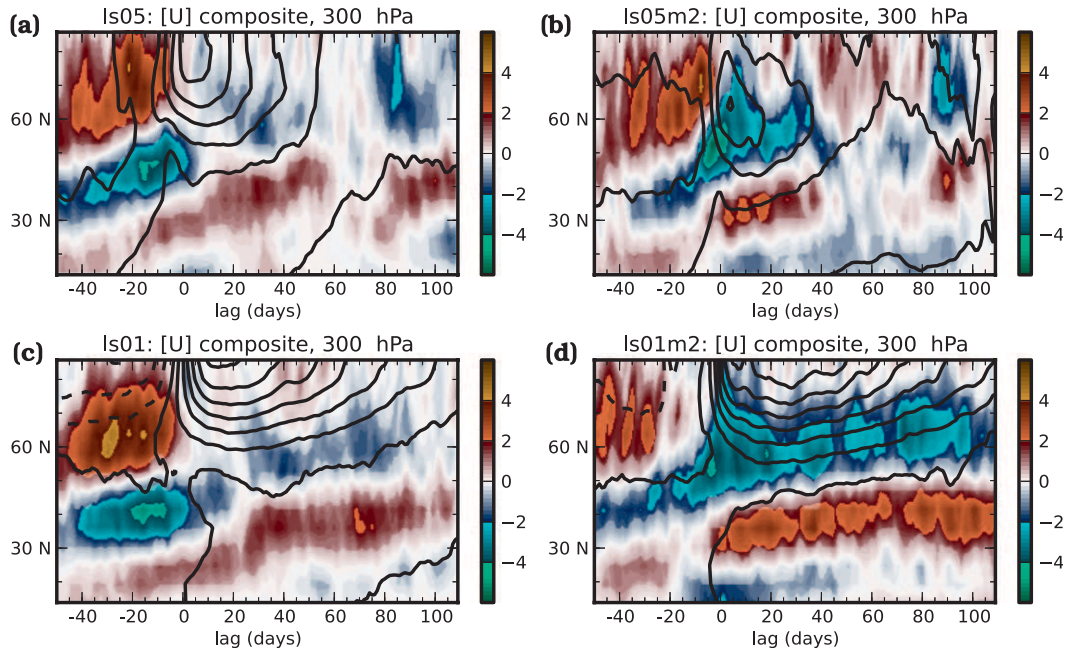 (a) ls05: [U] composite, 300 hPa
60 N
30 N
-40 -20 0 20 40 60 80 100
lag (days)
4
2
0
−2
−4
(b) ls05m2: [U] composite, 300 hPa
60 N
30 N
-40 -20 0 20 40 60 80 100
lag (days)
4
2
0
−2
−4
(c) ls01: [U] composite, 300 hPa
60 N
30 N
-40 -20 0 20 40 60 80 100
lag (days)
4
2
0
−2
−4
(d) ls01m2: [U] composite, 300 hPa
60 N
30 N
-40 -20 0 20 40 60 80 100
lag (days)
4
2
0
−2
−4